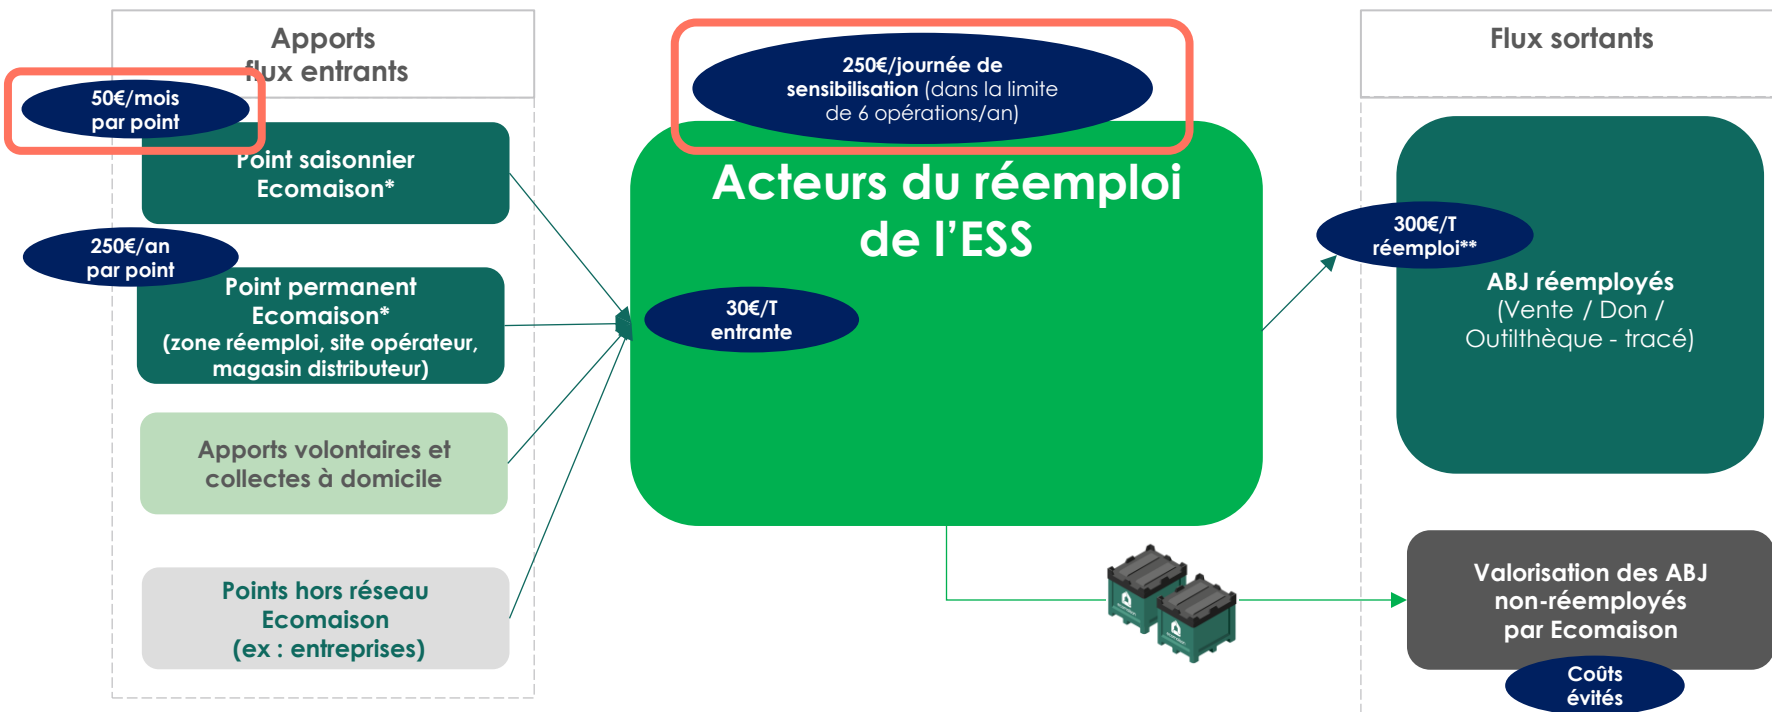 Apports
flux entrants
50€/mois
par point
Point saisonnier
Ecomaison*
250€/an
par point
Point permanent
Ecomaison*
(zone réemploi, site opérateur,
magasin distributeur)
Apports volontaires et
collectes à domicile
Points hors réseau
Ecomaison
(ex : entreprises)
250€/journée de
sensibilisation (dans la limite
de 6 opérations/an)
Acteurs du réemploi
de l’ESS
30€/T
entrante
Flux sortants
300€/T
réemploi**
ABJ réemployés
(Vente / Don /
Outilthèque - tracé)
Valorisation des ABJ
non-réemployés
par Ecomaison
Coûts
évités